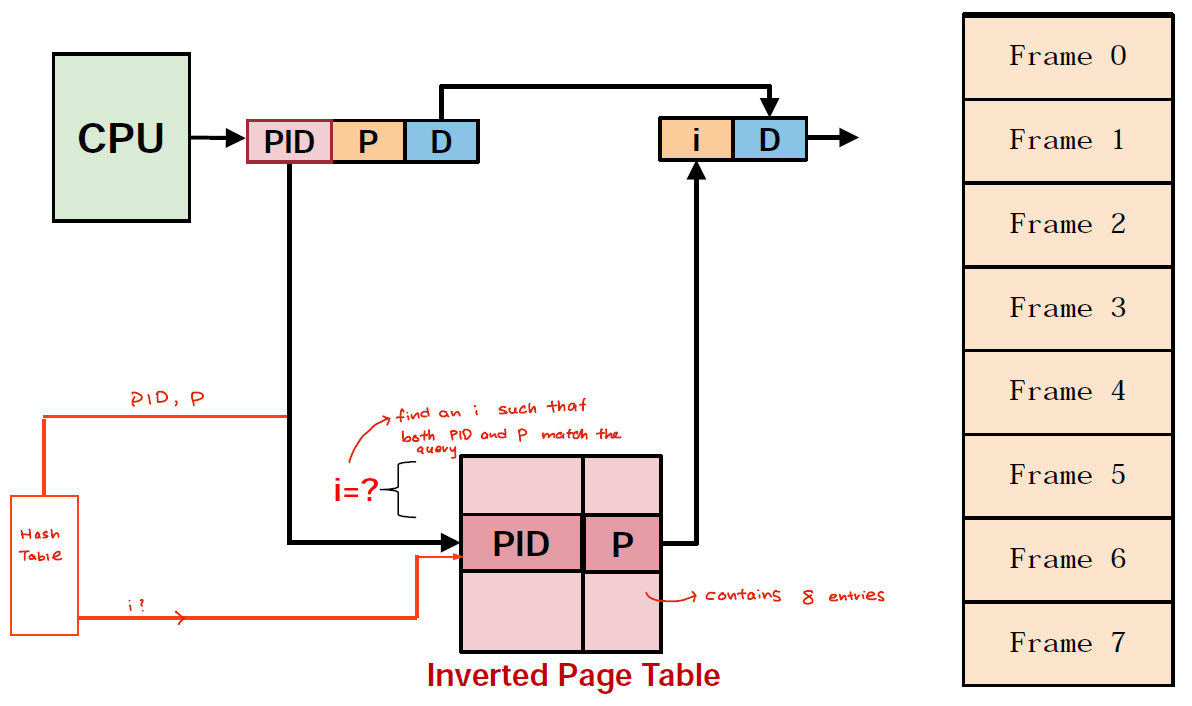 CPU
PID P D
i D
PID, P
find an i such that
both PID and P match the
query
i=?
Hash
Table
i?
PID P
contains 8 entries
Inverted Page Table
Frame 0
Frame 1
Frame 2
Frame 3
Frame 4
Frame 5
Frame 6
Frame 7